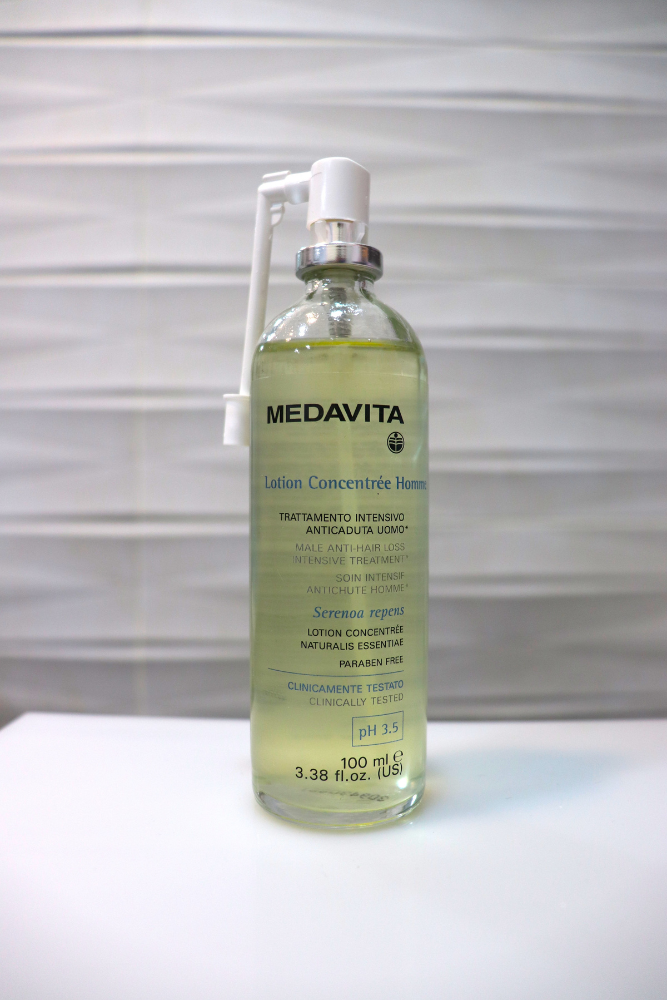 MEDAVITA
Lotion Concentrée Homme
TRATTAMENTO INTENSIVO
ANTICADUTA UOMO*
MALE ANTI-HAIR LOSS
INTENSIVE TREATMENT*
SOIN INTENSIF
ANTICHUTE HOMME*
Serenoa repens
LOTION CONCENTRÉE
NATURALIS ESSENTIAE
PARABEN FREE
CLINICAMENTE TESTATO
CLINICALLY TESTED
pH 3.5
100 ml e
3.38 fl.oz. (US)